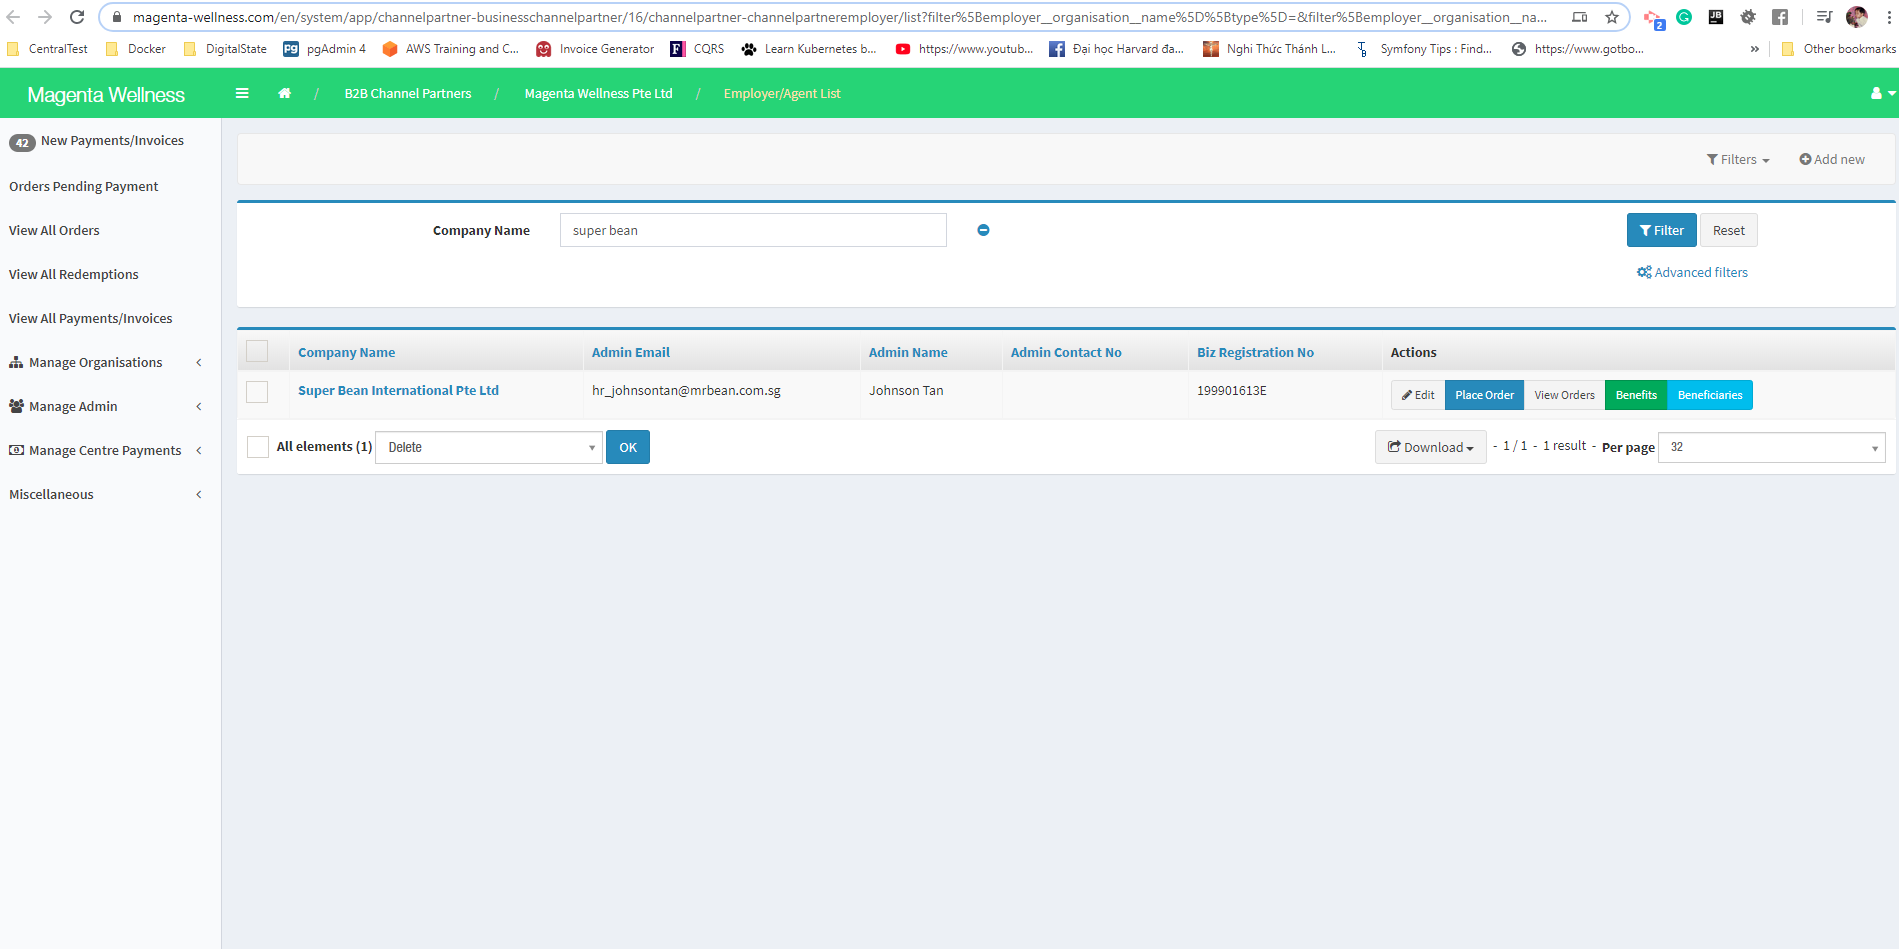 magenta-wellness.com/en/system/app/channelpartner-businesschannelpartner/16/channelpartner-channelpartneremployer/list?filter%5Bemployer__organisation__name%5D%5Btype%5D=&filter%5Bemployer__organisation__na...
2
JB
CentralTest Docker DigitalState pgAdmin 4 AWS Training and C... Invoice Generator CQRS Learn Kubernetes b... https://www.youtub... Đại học Harvard đa... Nghi Thức Thánh L... Symfony Tips : Find... https://www.gotbo... » Other bookmarks
Magenta Wellness / B2B Channel Partners / Magenta Wellness Pte Ltd / Employer/Agent List
42 New Payments/Invoices
Orders Pending Payment
View All Orders
View All Redemptions
View All Payments/Invoices
Manage Organisations
Manage Admin
Manage Centre Payments
Miscellaneous
Filters Add new
Company Name super bean Filter Reset
Advanced filters
Company Name Admin Email Admin Name Admin Contact No Biz Registration No Actions
Super Bean International Pte Ltd hr_johnsontan@mrbean.com.sg Johnson Tan 199901613E Edit Place Order View Orders Benefits Beneficiaries
All elements (1) Delete OK Download - 1 / 1 - 1 result - Per page 32